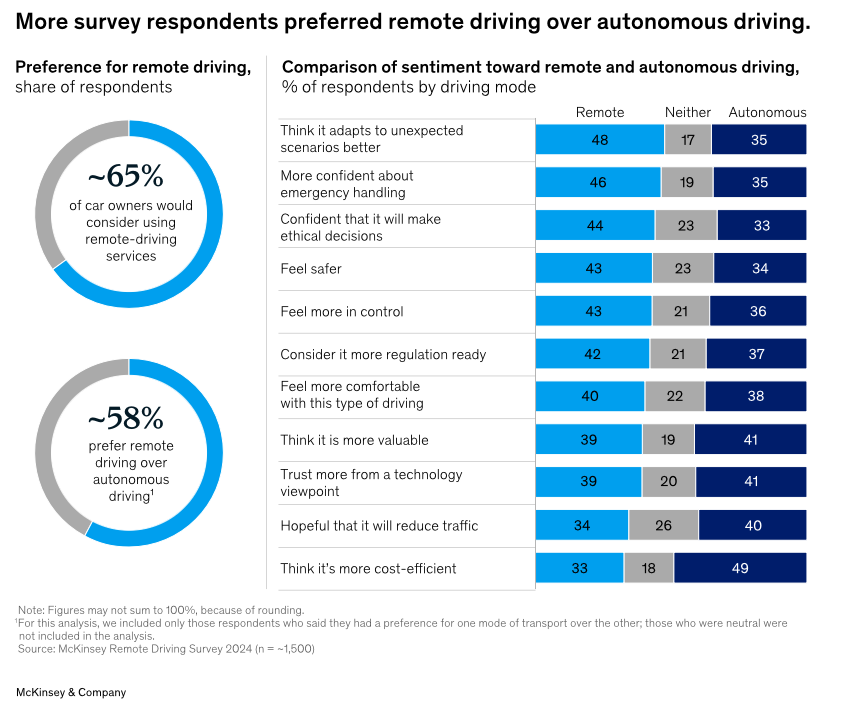 More survey respondents preferred remote driving over autonomous driving.
Preference for remote driving,
share of respondents
~65%
of car owners would
consider using
remote-driving
services
~58%
prefer remote
driving over
autonomous
driving¹
Comparison of sentiment toward remote and autonomous driving,
% of respondents by driving mode
Remote Neither Autonomous
Think it adapts to unexpected
scenarios better
48 17 35
More confident about
emergency handling
46 19 35
Confident that it will make
ethical decisions
44 23 33
Feel safer
43 23 34
Feel more in control
43 21 36
Consider it more regulation ready
42 21 37
Feel more comfortable
with this type of driving
40 22 38
Think it is more valuable
39 19 41
Trust more from a technology
viewpoint
39 20 41
Hopeful that it will reduce traffic
34 26 40
Think it's more cost-efficient
33 18 49
Note: Figures may not sum to 100%, because of rounding.
¹For this analysis, we included only those respondents who said they had a preference for one mode of transport over the other; those who were neutral were
not included in the analysis.
Source: McKinsey Remote Driving Survey 2024 (n = ~1,500)
McKinsey & Company